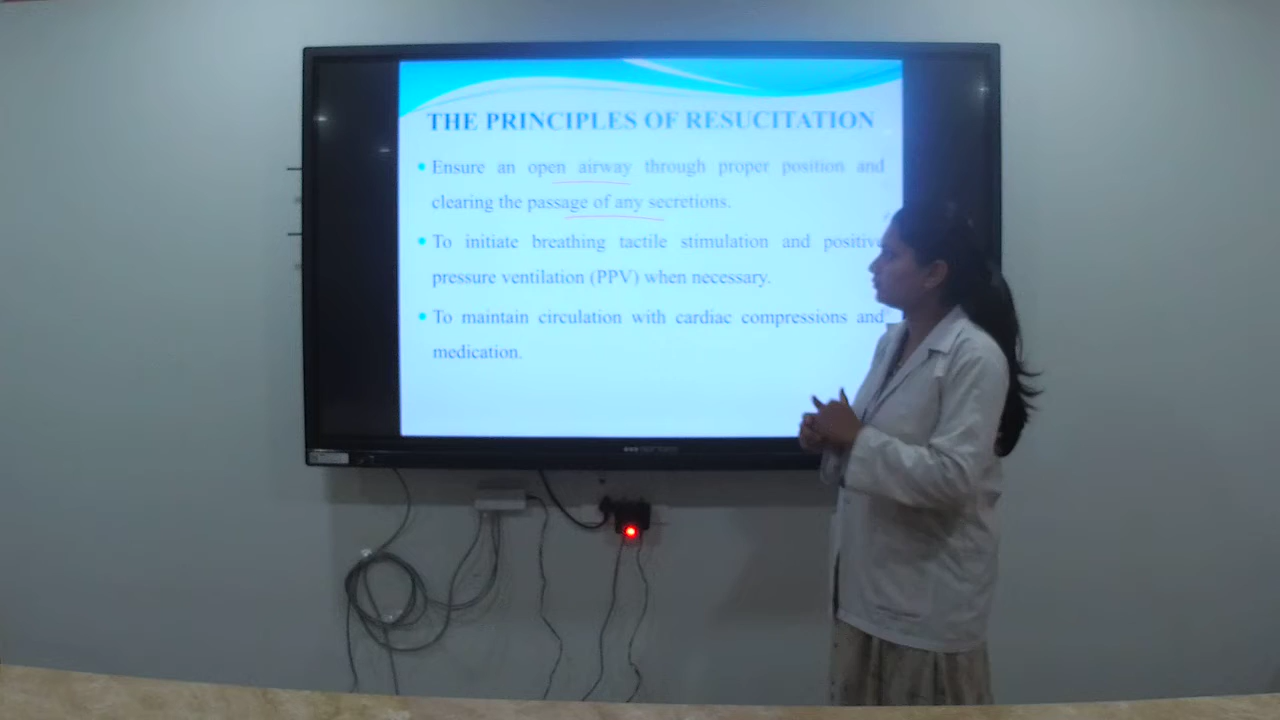 THE PRINCIPLES OF RESUCITATION
• Ensure an open airway through proper position and
clearing the passage of any secretions.
• To initiate breathing tactile stimulation and positive
pressure ventilation (PPV) when necessary.
• To maintain circulation with cardiac compressions and
medication.